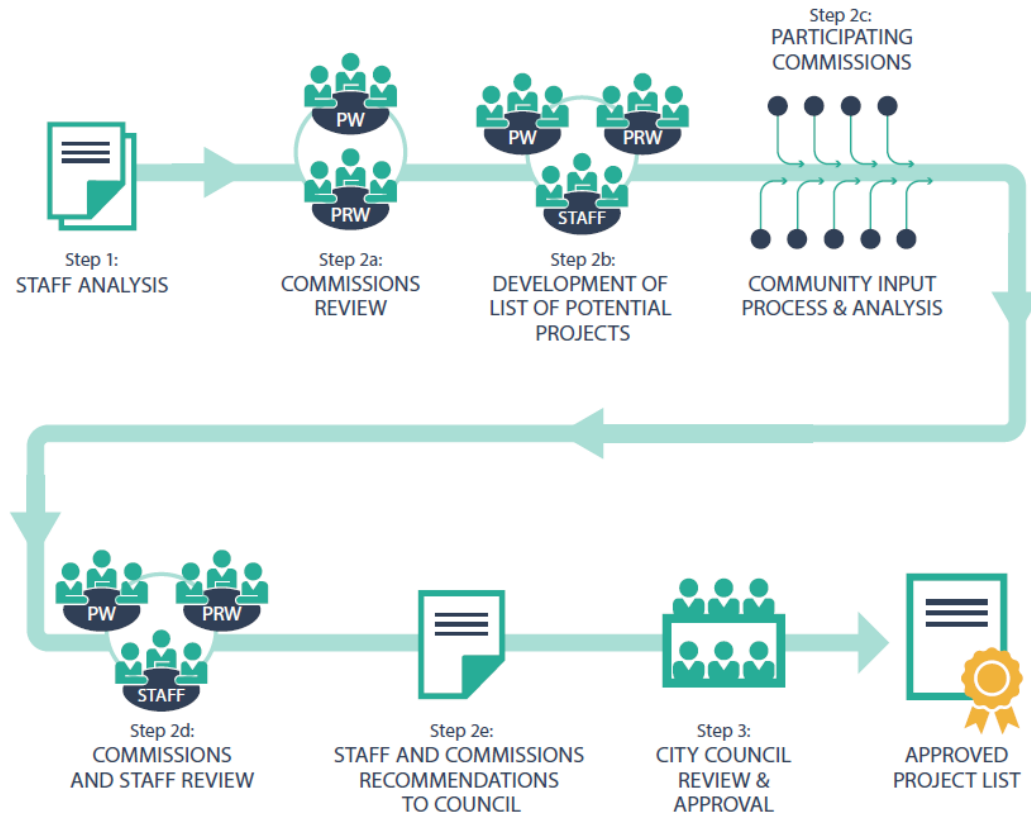 Step 2c:
PARTICIPATING
COMMISSIONS
PW
PRW
PW
PRW
STAFF
Step 1:
STAFF ANALYSIS
Step 2a:
COMMISSIONS
REVIEW
Step 2b:
DEVELOPMENT OF
LIST OF POTENTIAL
PROJECTS
COMMUNITY INPUT
PROCESS & ANALYSIS
PW
PRW
STAFF
Step 2d:
COMMISSIONS
AND STAFF REVIEW
Step 2e:
STAFF AND COMMISSIONS
RECOMMENDATIONS
TO COUNCIL
Step 3:
CITY COUNCIL
REVIEW &
APPROVAL
APPROVED
PROJECT LIST